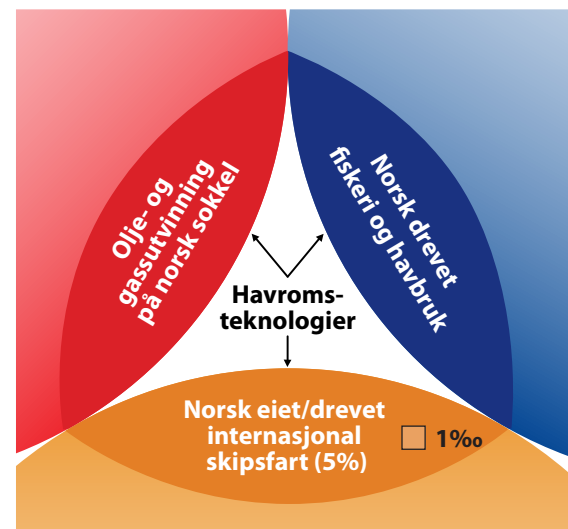 Olje- og
gassutvinning
på norsk sokkel
Norsk drevet
fiskeri og havbruk
Havroms-
teknologier
Norsk eiet/drevet
internasjonal
skipsfart (5%)
1‰